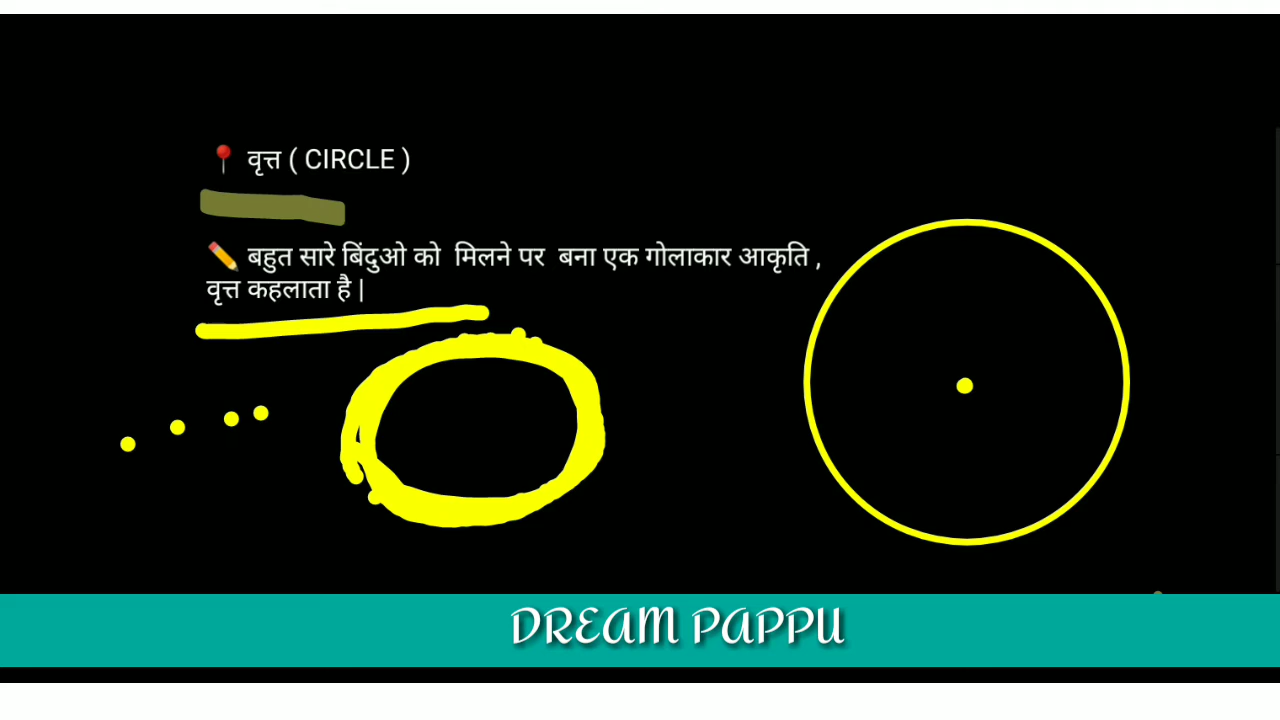 📍 वृत्त ( CIRCLE )
✏️ बहुत सारे बिंदुओ को मिलने पर बना एक गोलाकार आकृति ,
वृत्त कहलाता है |
DREAM PAPPU